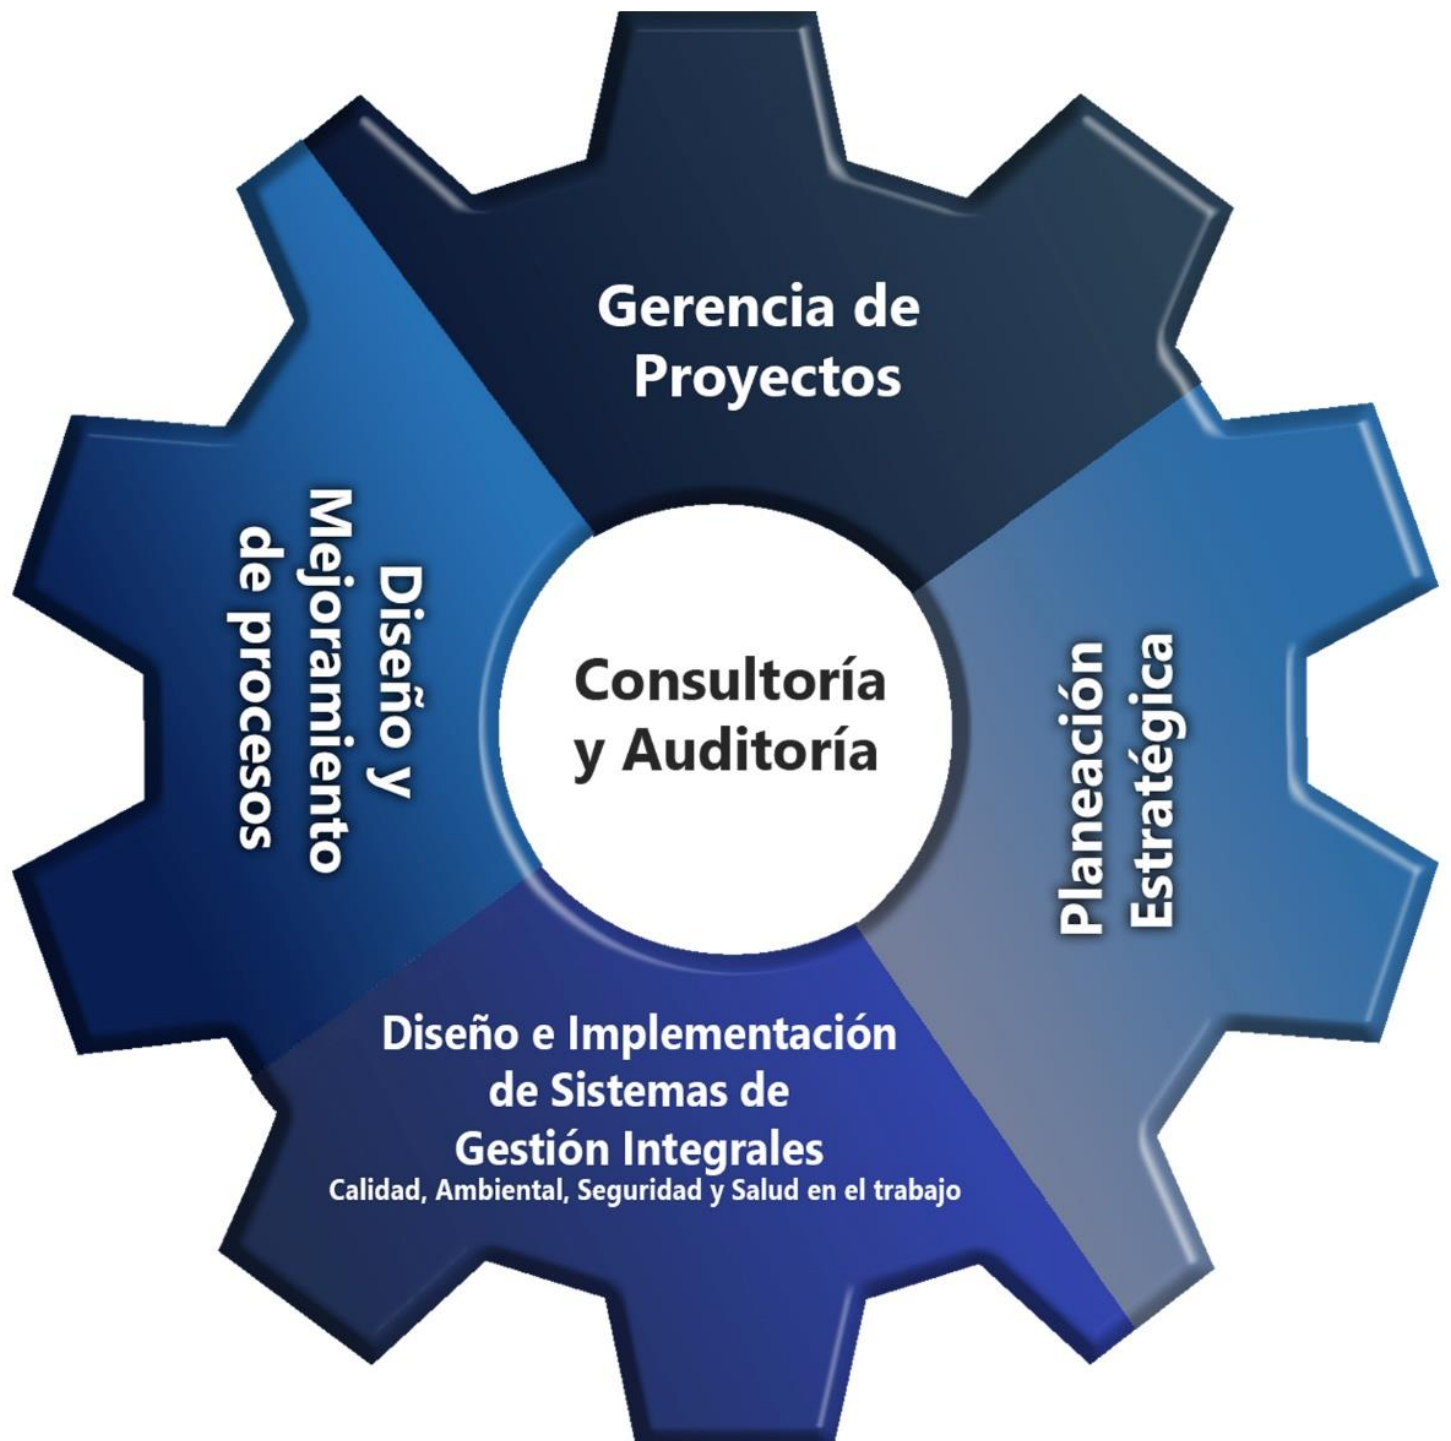 Gerencia de
Proyectos
Diseño y
Mejoramiento
de procesos
Consultoría
y Auditoría
Planeación
Estratégica
Diseño e Implementación
de Sistemas de
Gestión Integrales
Calidad, Ambiental, Seguridad y Salud en el trabajo